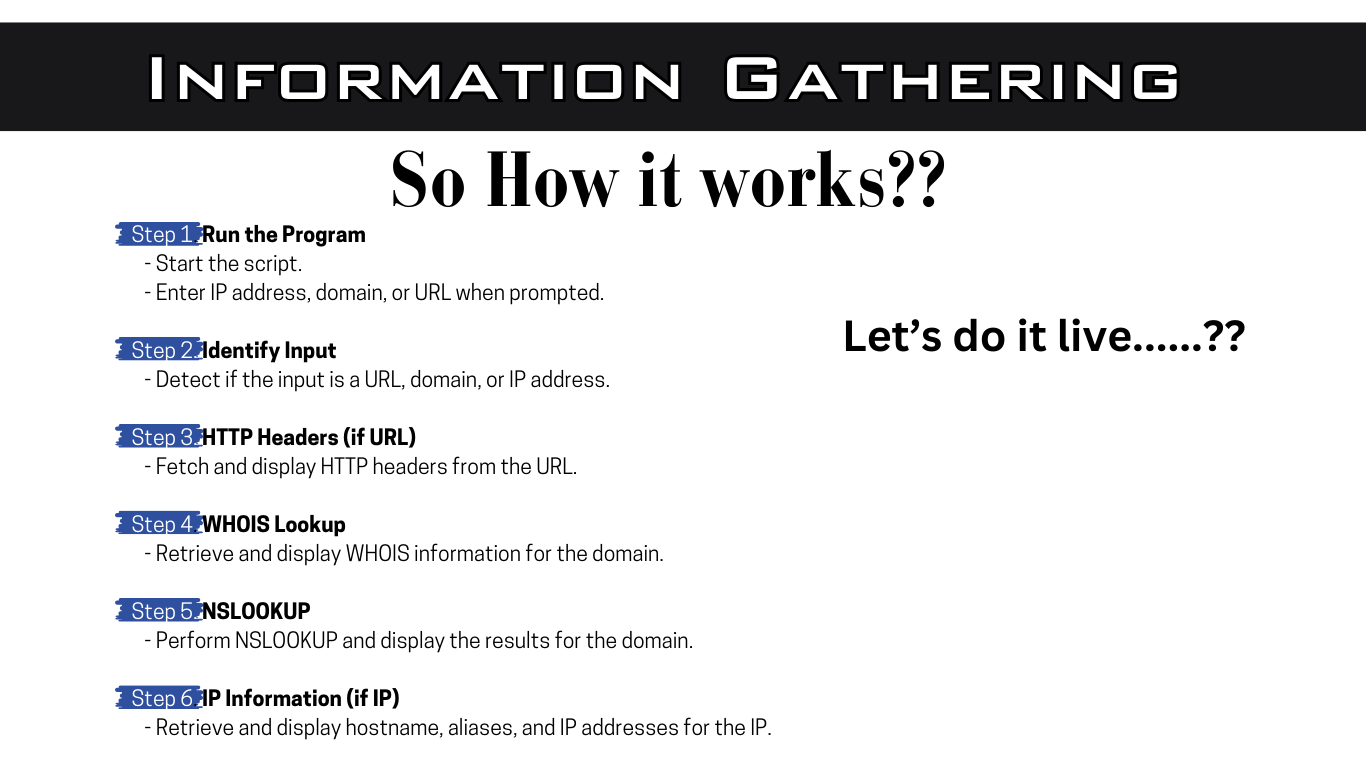 Information Gathering
So How it works??
Step 1. Run the Program
- Start the script.
- Enter IP address, domain, or URL when prompted.
Step 2. Identify Input
- Detect if the input is a URL, domain, or IP address.
Step 3. HTTP Headers (if URL)
- Fetch and display HTTP headers from the URL.
Step 4. WHOIS Lookup
- Retrieve and display WHOIS information for the domain.
Step 5. NSLOOKUP
- Perform NSLOOKUP and display the results for the domain.
Step 6. IP Information (if IP)
- Retrieve and display hostname, aliases, and IP addresses for the IP.
Let’s do it live......??